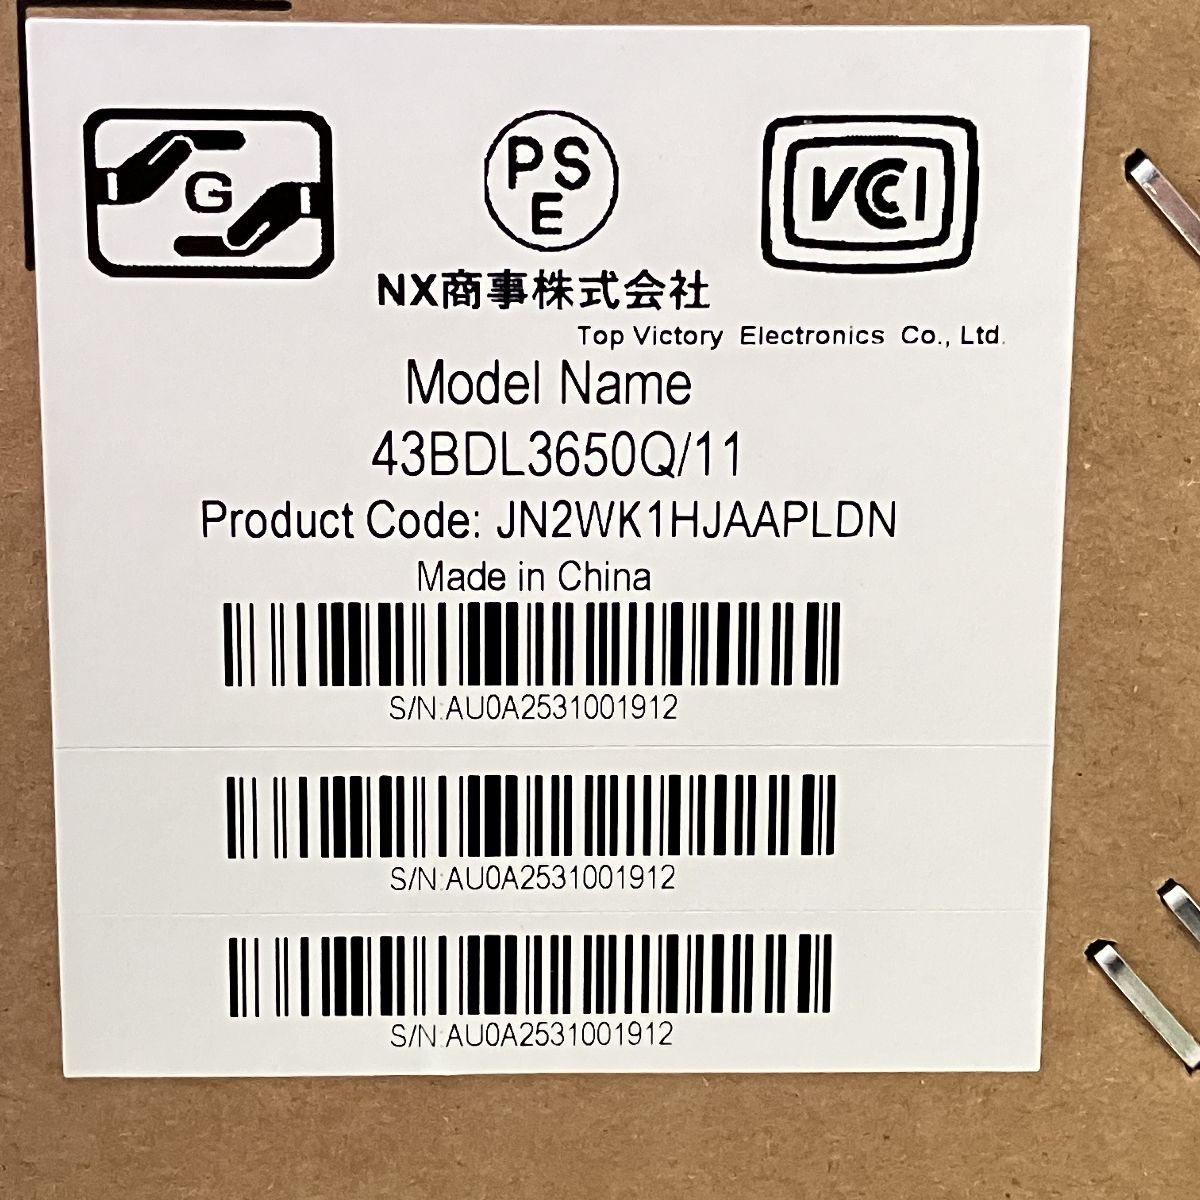 G
PS
E
VCCI
NX商事株式会社
Top Victory Electronics Co., Ltd.
Model Name
43BDL3650Q/11
Product Code: JN2WK1HJAAPLDN
Made in China
S/N:AU0A2531001912
S/N:AU0A2531001912
S/N:AU0A2531001912